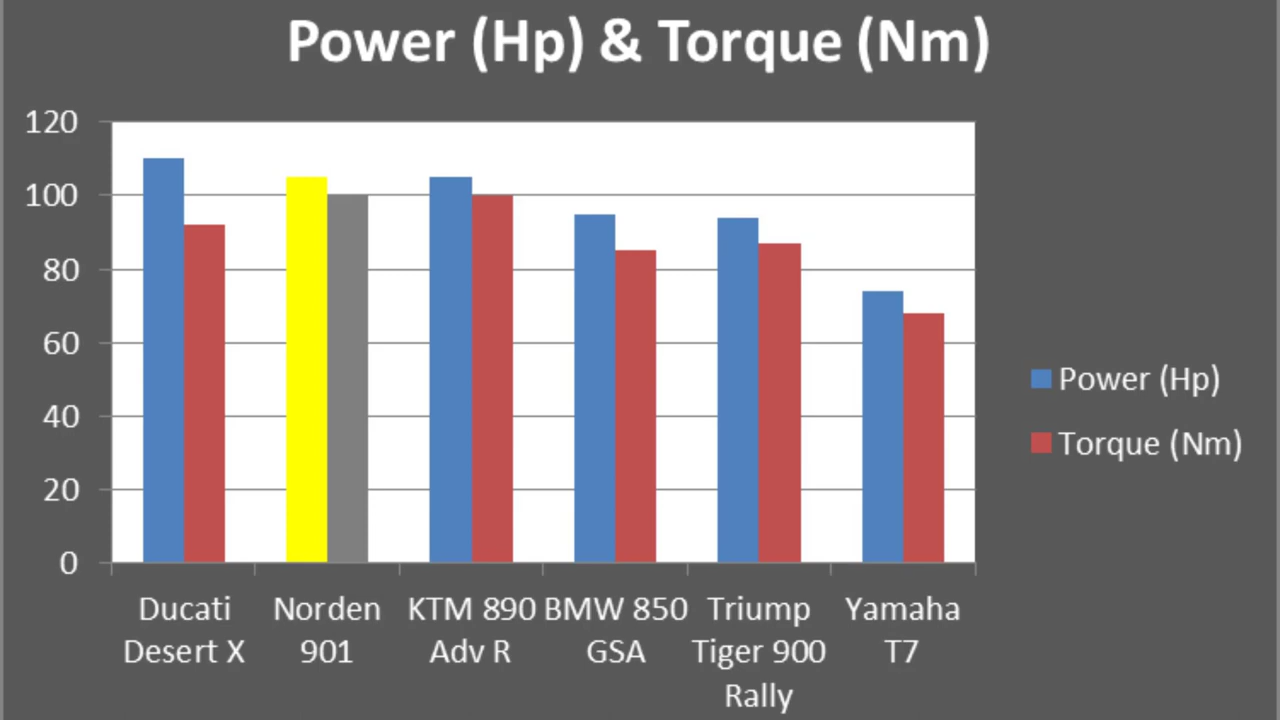 Power (Hp) & Torque (Nm)
120
100
80
60
40
20
0
Ducati
Desert X
Norden
901
KTM 890
Adv R
BMW 850
GSA
Triump
Tiger 900
Rally
Yamaha
T7
Power (Hp)
Torque (Nm)